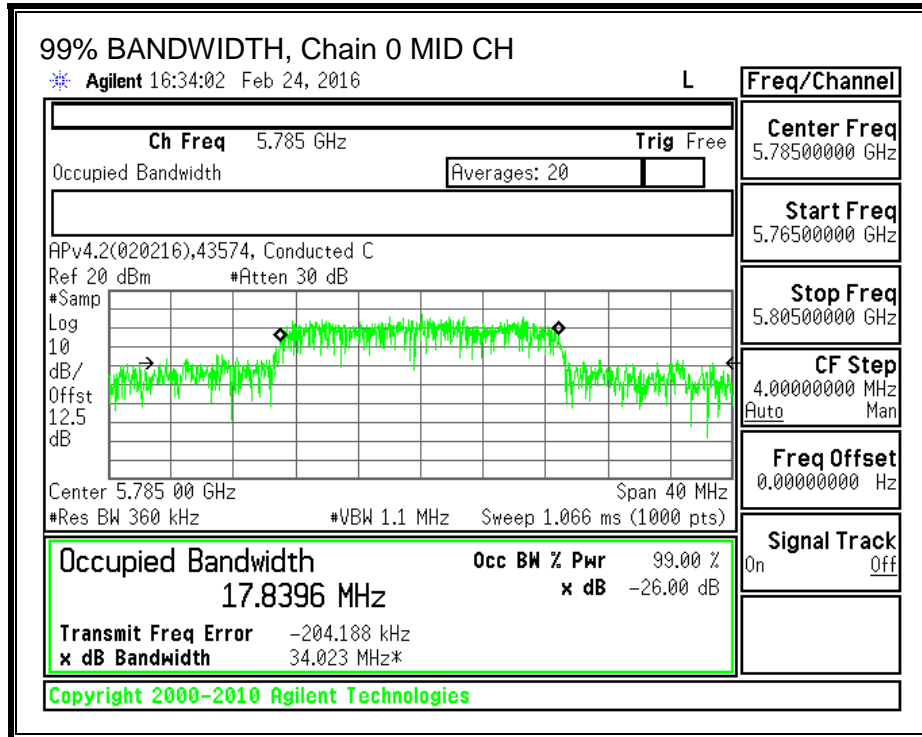 99% BANDWIDTH, Chain 0 MID CH
Agilent 16:34:02 Feb 24, 2016 L
Freq/Channel
Ch Freq 5.785 GHz Trig Free
Occupied Bandwidth Averages: 20
APv4.2(020216),43574, Conducted C
Ref 20 dBm #Atten 30 dB
#Samp
Log
10
dB/
Offst
12.5
dB
Center 5.785 00 GHz Span 40 MHz
#Res BW 360 kHz #VBW 1.1 MHz Sweep 1.066 ms (1000 pts)
Occupied Bandwidth Occ BW % Pwr 99.00 %
17.8396 MHz x dB -26.00 dB
Transmit Freq Error -204.188 kHz
x dB Bandwidth 34.023 MHz*
Copyright 2000-2010 Agilent Technologies
Center Freq
5.78500000 GHz
Start Freq
5.76500000 GHz
Stop Freq
5.80500000 GHz
CF Step
4.00000000 MHz
Auto Man
Freq Offset
0.00000000 Hz
Signal Track
On Off